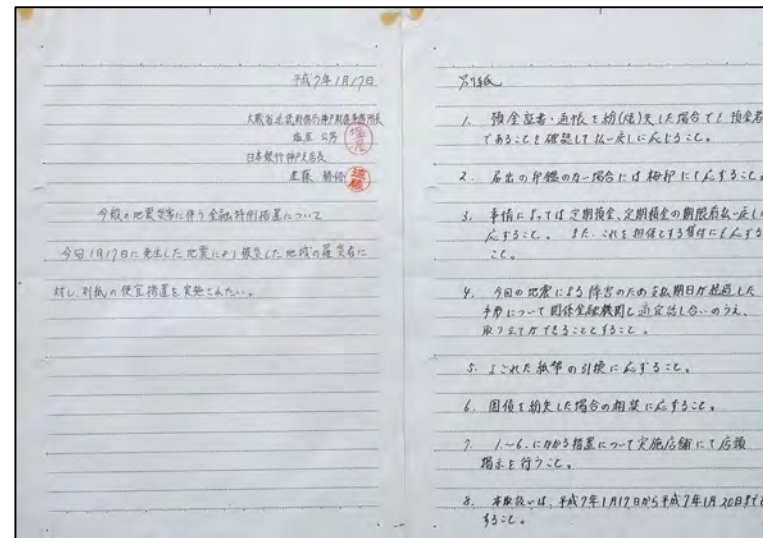 平成7年1月17日
大蔵省近畿財務局神戸財務事務所長
塩屋 公男
日本銀行神戸支店長
遠藤 勝裕
今般の地震災害に伴う金融特例措置について
今回1月17日に発生した地震により被災した地域の罹災者に
対し、別紙の便宜措置を実施されたい。
別紙
1. 預金証書・通帳を紛(焼)失した場合でも預金者
であることを確認して払い戻しに応じること。
2. 届出の印鑑のない場合には拇印にて応ずること。
3. 事情によっては定期預金、定期積金の期限前払い戻しに
応ずること。また、これを担保とする貸付にも応ずる
こと。
4. 今回の地震による障害のため支払期日が経過した
手形について関係金融機関と適宜話し合いのうえ、
取り立てができることとすること。
5. よごれた紙幣の引換に応ずること。
6. 国債を紛失した場合の相談に応ずること。
7. 1.~6.にかかる措置について実施店舗にて店頭
掲示を行うこと。
8. 本取扱いは、平成7年1月17日から平成7年1月20日までと
すること。